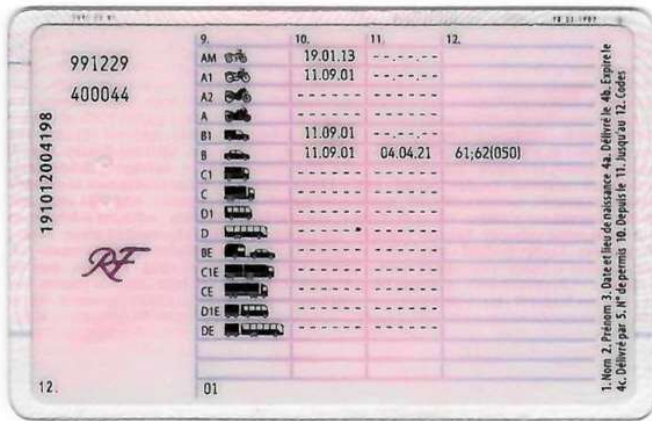 991229
400044
191012004198
RF
12.
9. 10. 11. 12.
AM 19.01.13 --.--.--
A1 11.09.01 --.--.--
A2 ------ ------
A ------ ------
B1 11.09.01 --.--.--
B 11.09.01 04.04.21 61;62(050)
C1 ------ ------
C ------ ------
D1 ------ ------
D ------ ------
BE ------ ------
C1E ------ ------
CE ------ ------
D1E ------ ------
DE ------ ------
01
1. Nom 2. Prénom 3. Date et lieu de naissance 4a. Délivré le 4b. Expire le
4c. Délivré par 5. N° de permis 10. Depuis le 11. Jusqu'au 12. Codes